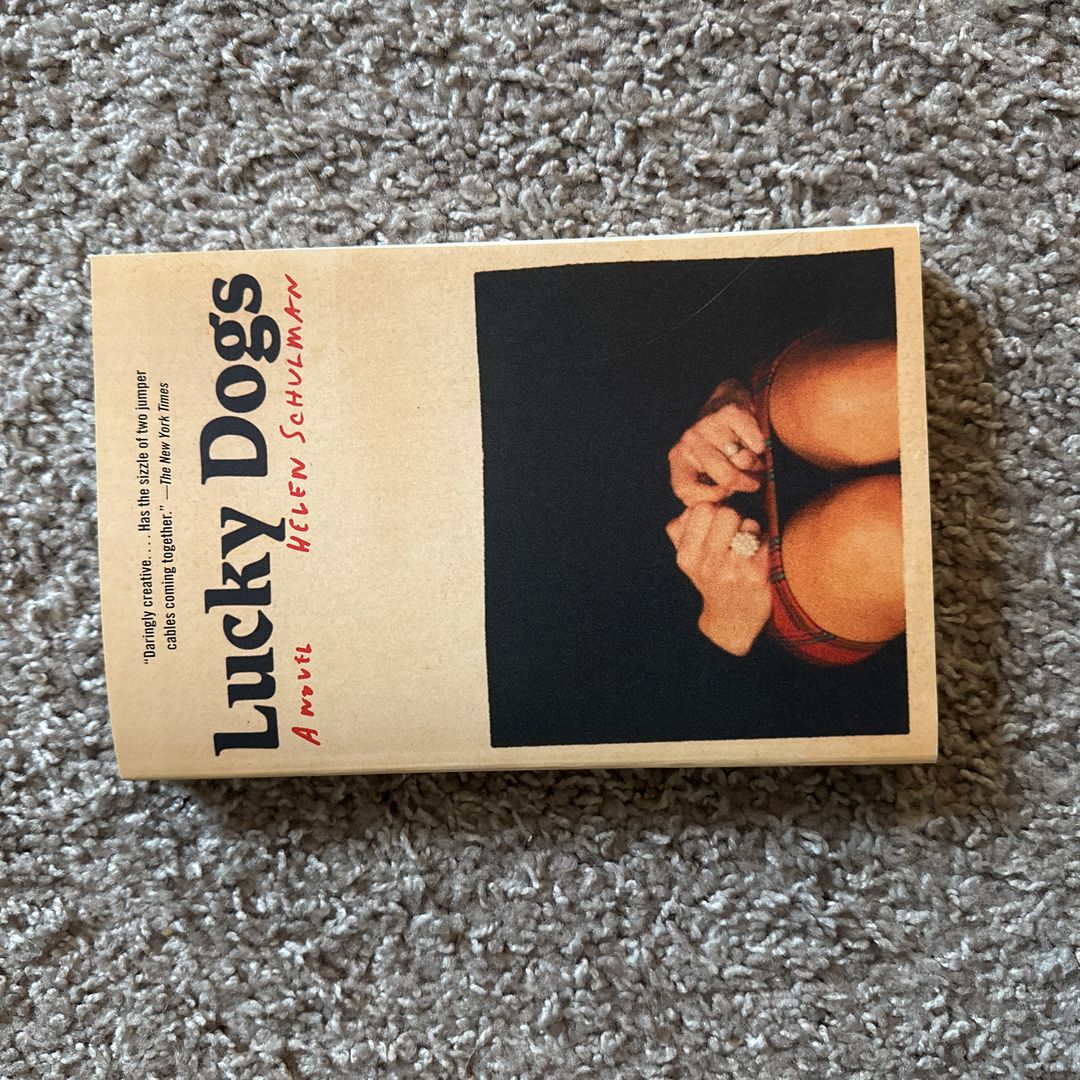 “Daringly creative. . . . Has the sizzle of two jumper
cables coming together.” —The New York Times
Lucky Dogs
A NOVEL HELEN SCHULMAN